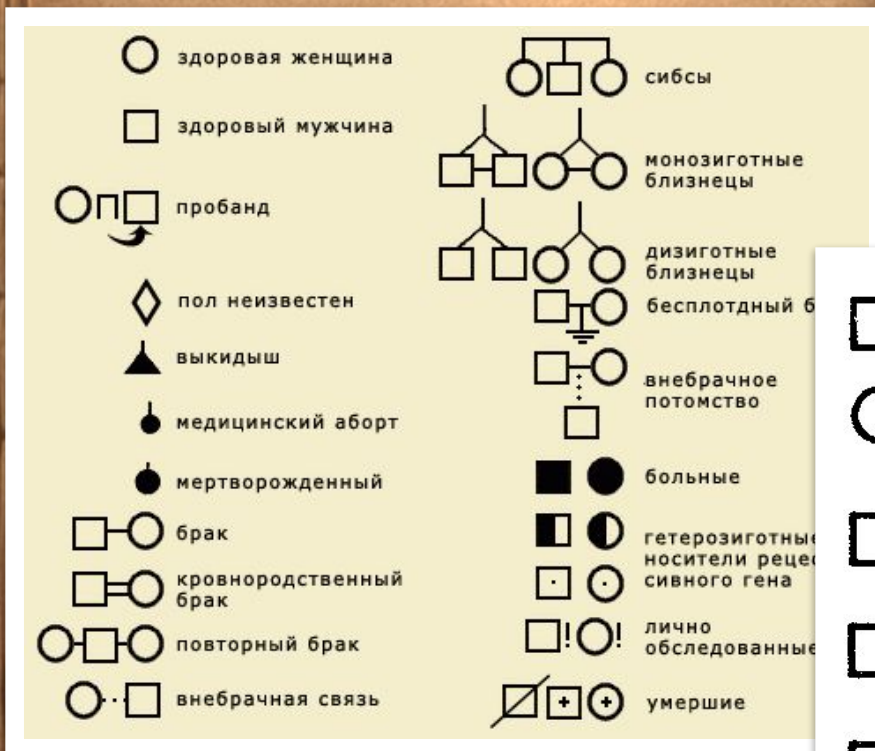 здоровая женщина
здоровый мужчина
пробанд
пол неизвестен
выкидыш
медицинский аборт
мертворожденный
брак
кровнородственный
брак
повторный брак
внебрачная связь
сибсы
монозиготные
близнецы
дизиготные
близнецы
бесплотдный б
внебрачное
потомство
больные
гетерозиготные
носители рецес
сивного гена
лично
обследованные
умершие